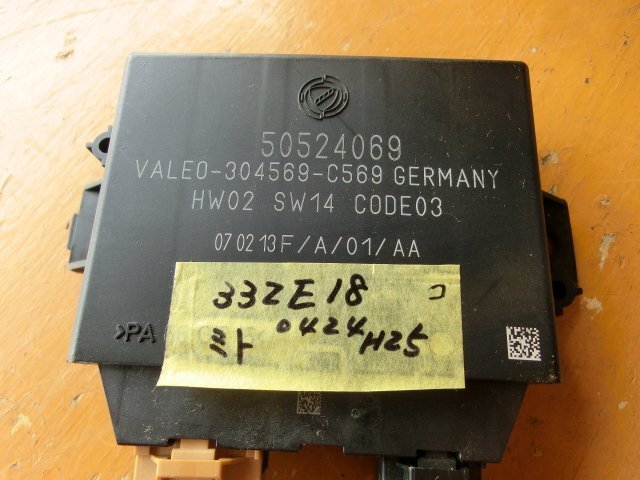 50524069
VALEO-304569-C569 GERMANY
HW02 SW14 CODE03
07 02 13F/A/01/AA
332E18 コ
ミト 0424 H25
>PA